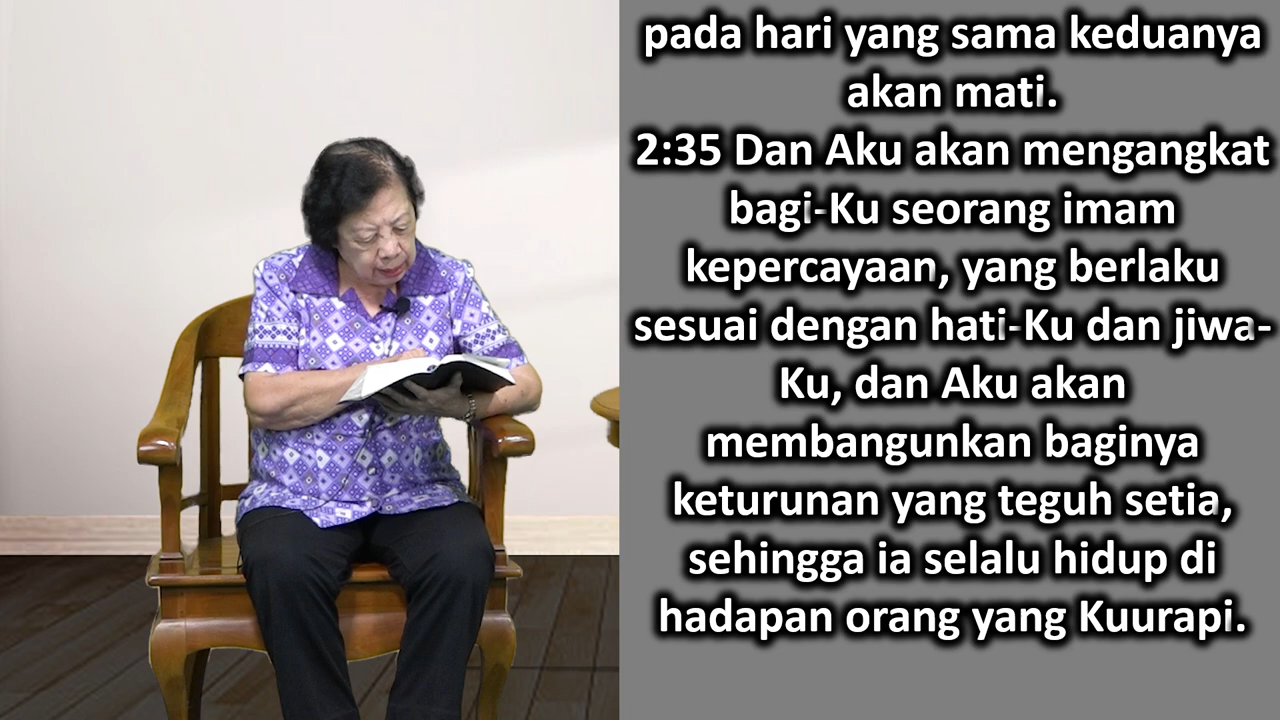 pada hari yang sama keduanya
akan mati.
2:35 Dan Aku akan mengangkat
bagi-Ku seorang imam
kepercayaan, yang berlaku
sesuai dengan hati-Ku dan jiwa-
Ku, dan Aku akan
membangunkan baginya
keturunan yang teguh setia,
sehingga ia selalu hidup di
hadapan orang yang Kuurapi.